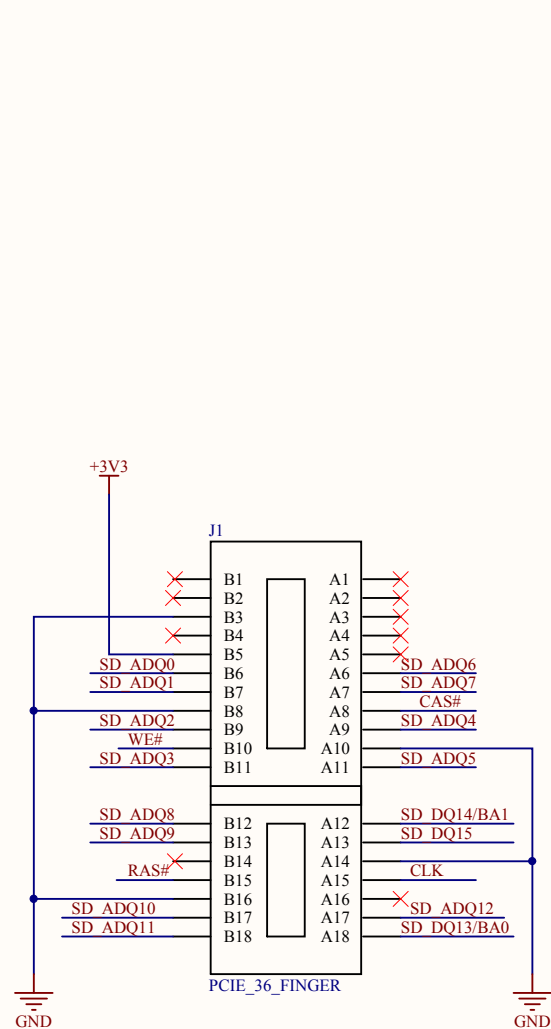 +3V3
J1
B1 A1
B2 A2
B3 A3
B4 A4
B5 A5
SD_ADQ0 B6 A6 SD_ADQ6
SD_ADQ1 B7 A7 SD_ADQ7
B8 A8 CAS#
SD_ADQ2 B9 A9 SD_ADQ4
WE# B10 A10
SD_ADQ3 B11 A11 SD_ADQ5
SD_ADQ8 B12 A12 SD_DQ14/BA1
SD_ADQ9 B13 A13 SD_DQ15
B14 A14
RAS# B15 A15 CLK
B16 A16
SD_ADQ10 B17 A17 SD_ADQ12
SD_ADQ11 B18 A18 SD_DQ13/BA0
PCIE_36_FINGER
GND GND